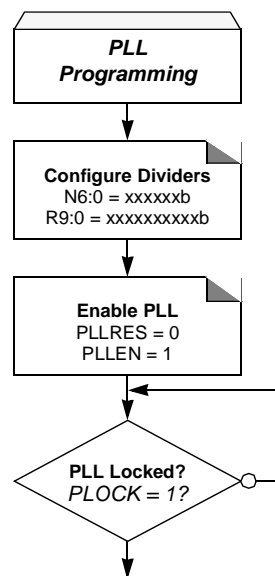 PLL
Programming
Configure Dividers
N6:0 = xxxxxxb
R9:0 = xxxxxxxxxxb
Enable PLL
PLLRES = 0
PLLEN = 1
PLL Locked?
PLOCK = 1?